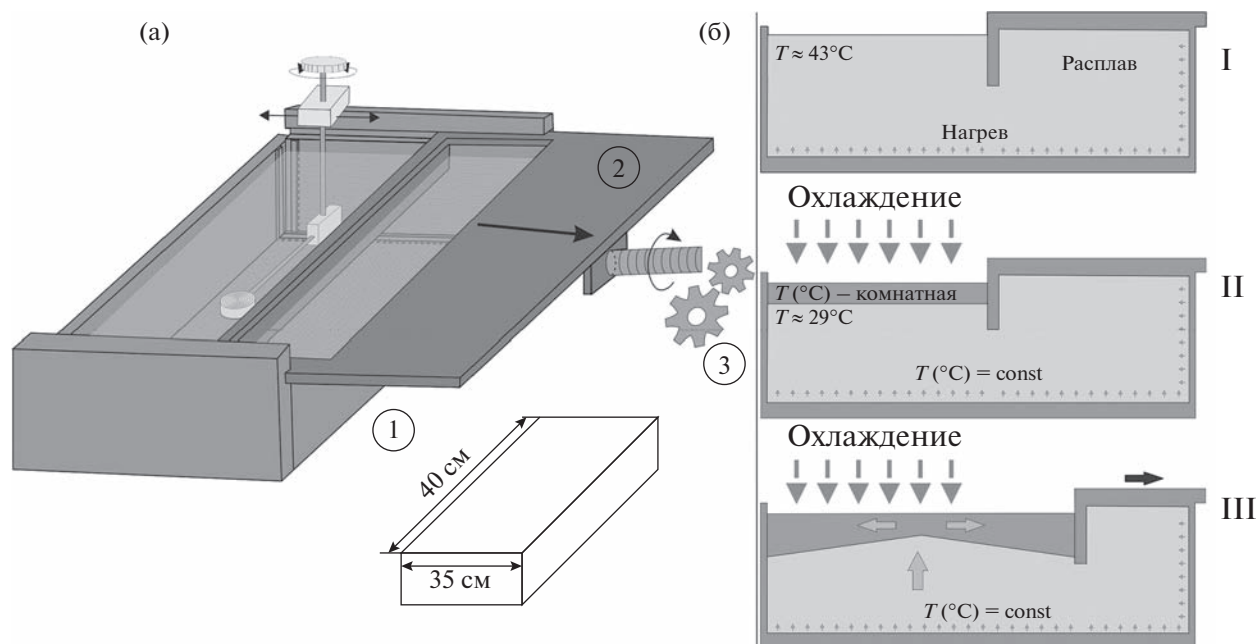 (а)
2
3
1
40 см
35 см
(б)
T ≈ 43°C
Расплав
Нагрев
I
Охлаждение
T (°C) – комнатная
T ≈ 29°C
T (°C) = const
II
Охлаждение
III
T (°C) = const